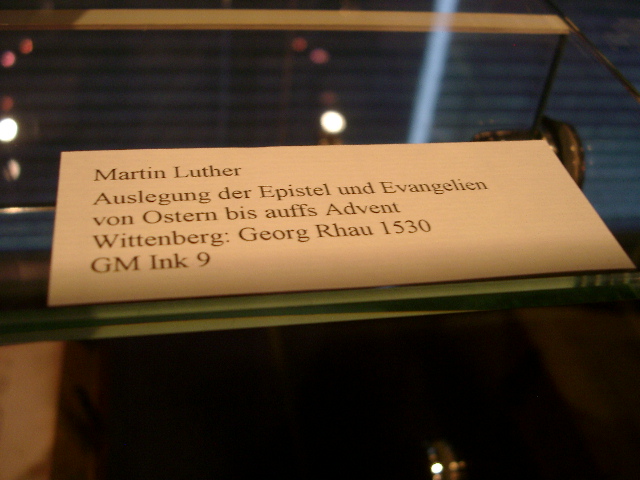 Martin Luther
Auslegung der Epistel und Evangelien
von Ostern bis auffs Advent
Wittenberg: Georg Rhau 1530
GM Ink 9